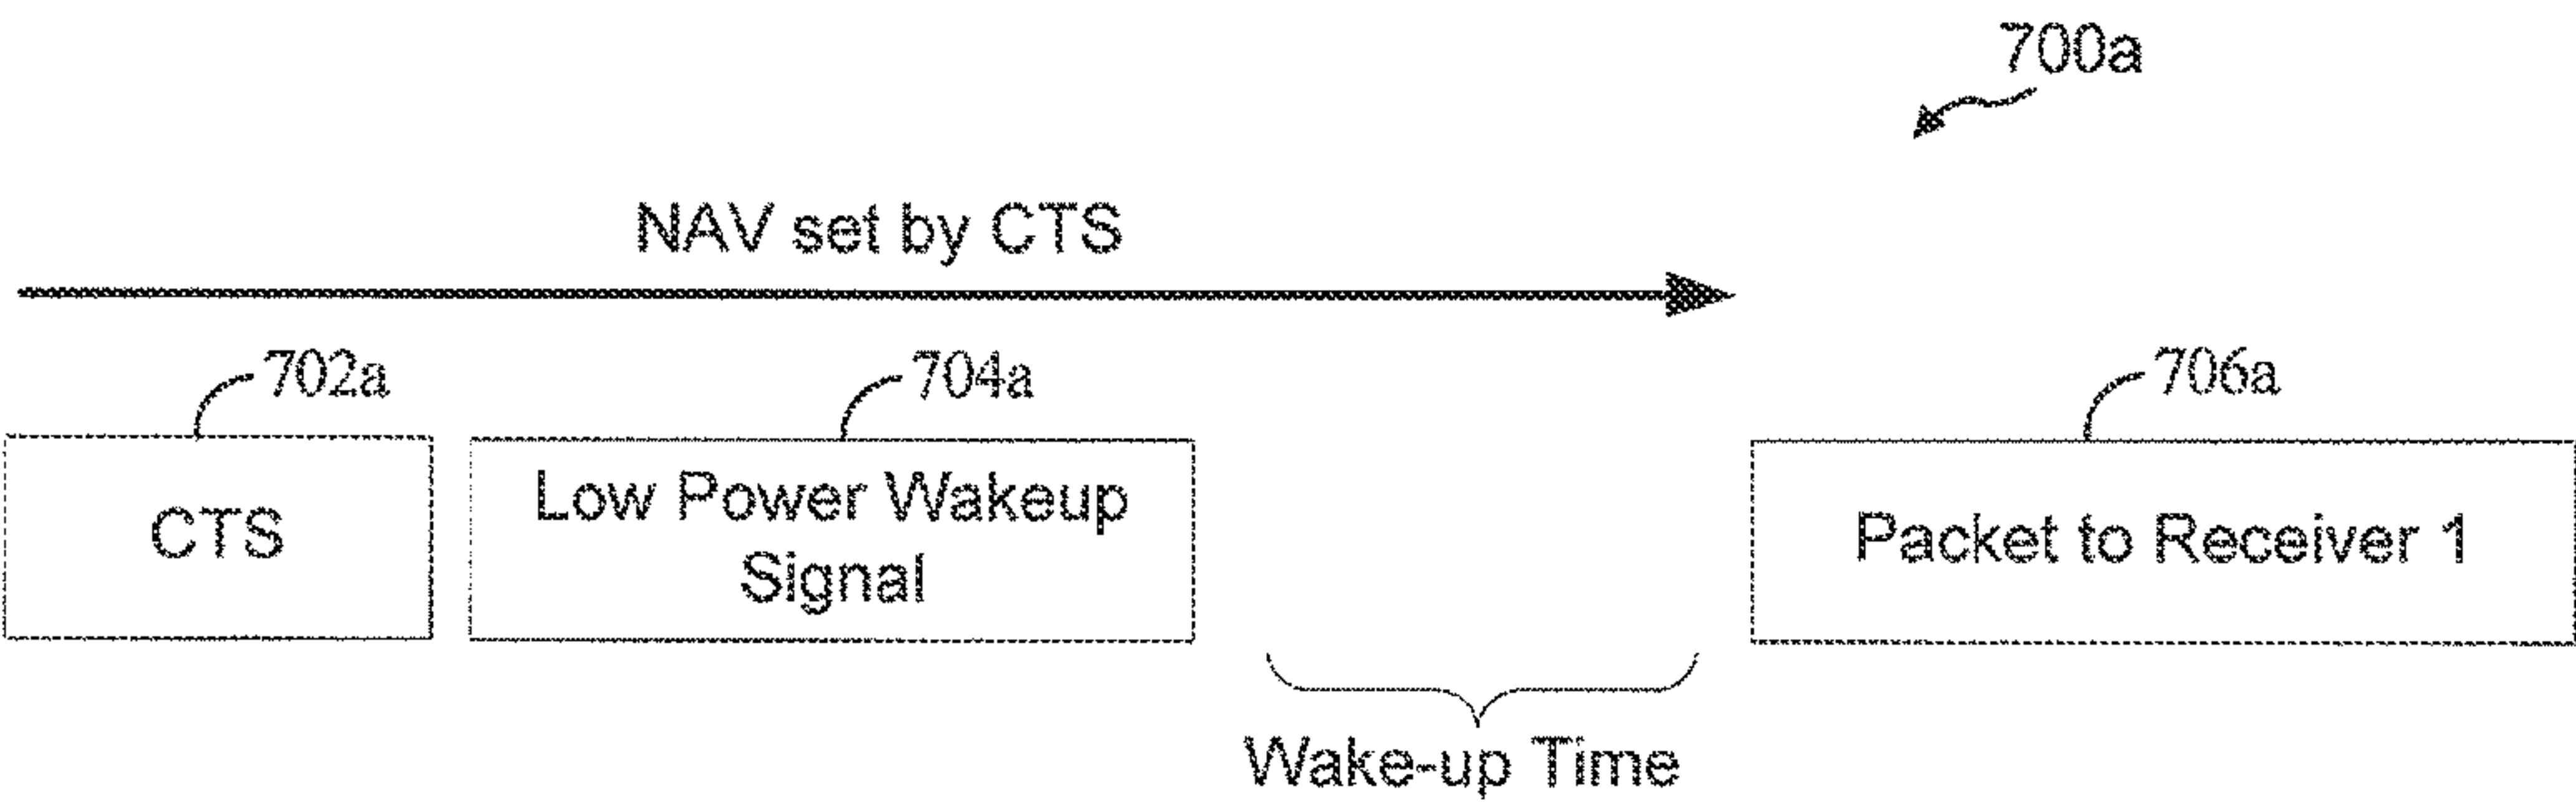 700a
NAV set by CTS
702a
704a
706a
CTS
Low Power Wakeup
Signal
Packet to Receiver 1
Wake-up Time